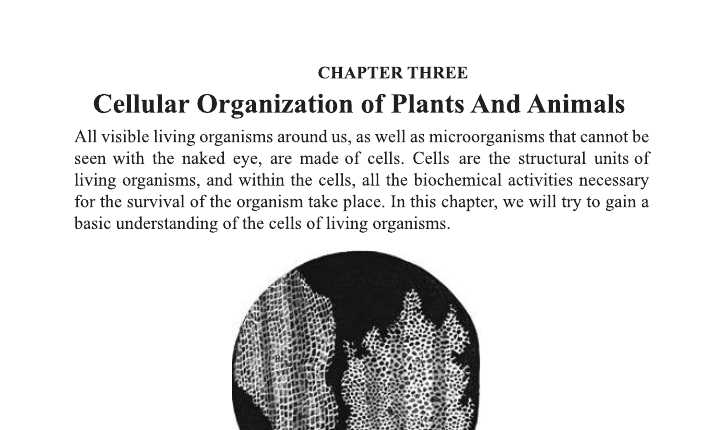 CHAPTER THREE
Cellular Organization of Plants And Animals
All visible living organisms around us, as well as microorganisms that cannot be
seen with the naked eye, are made of cells. Cells are the structural units of
living organisms, and within the cells, all the biochemical activities necessary
for the survival of the organism take place. In this chapter, we will try to gain a
basic understanding of the cells of living organisms.